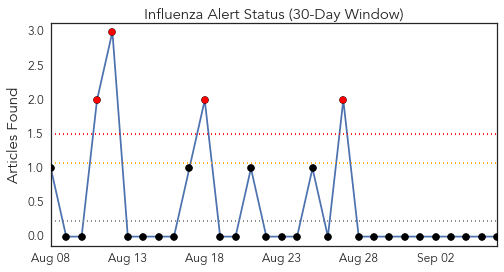 Influenza Alert Status (30-Day Window)
Articles Found
3.0
2.5
2.0
1.5
1.0
0.5
0.0
Aug 08 Aug 13 Aug 18 Aug 23 Aug 28 Sep 02